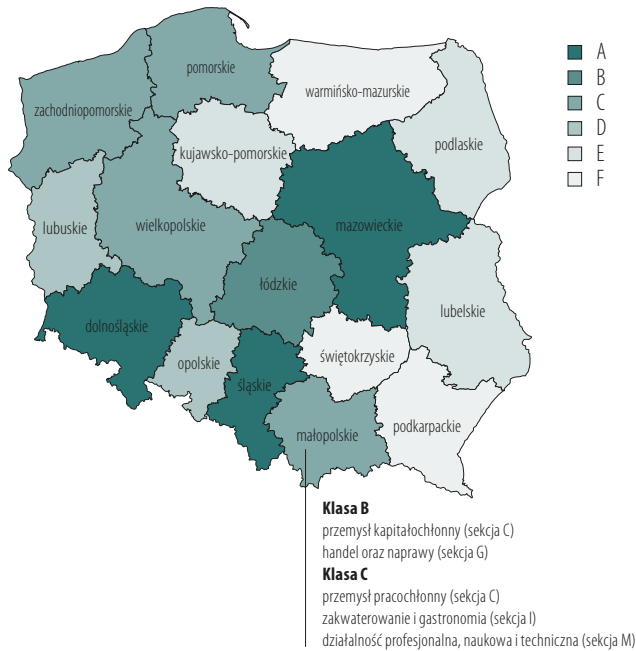 pomorskie
warmińsko-mazurskie
zachodniopomorskie
podlaskie
kujawsko-pomorskie
lubuskie
wielkopolskie
mazowieckie
łódzkie
lubelskie
dolnośląskie
opolskie
świętokrzyskie
śląskie
małopolskie
podkarpackie
A
B
C
D
E
F
Klasa B
przemysł kapitałochłonny (sekcja C)
handel oraz naprawy (sekcja G)
Klasa C
przemysł pracochłonny (sekcja C)
zakwaterowanie i gastronomia (sekcja I)
działalność profesjonalna, naukowa i techniczna (sekcja M)